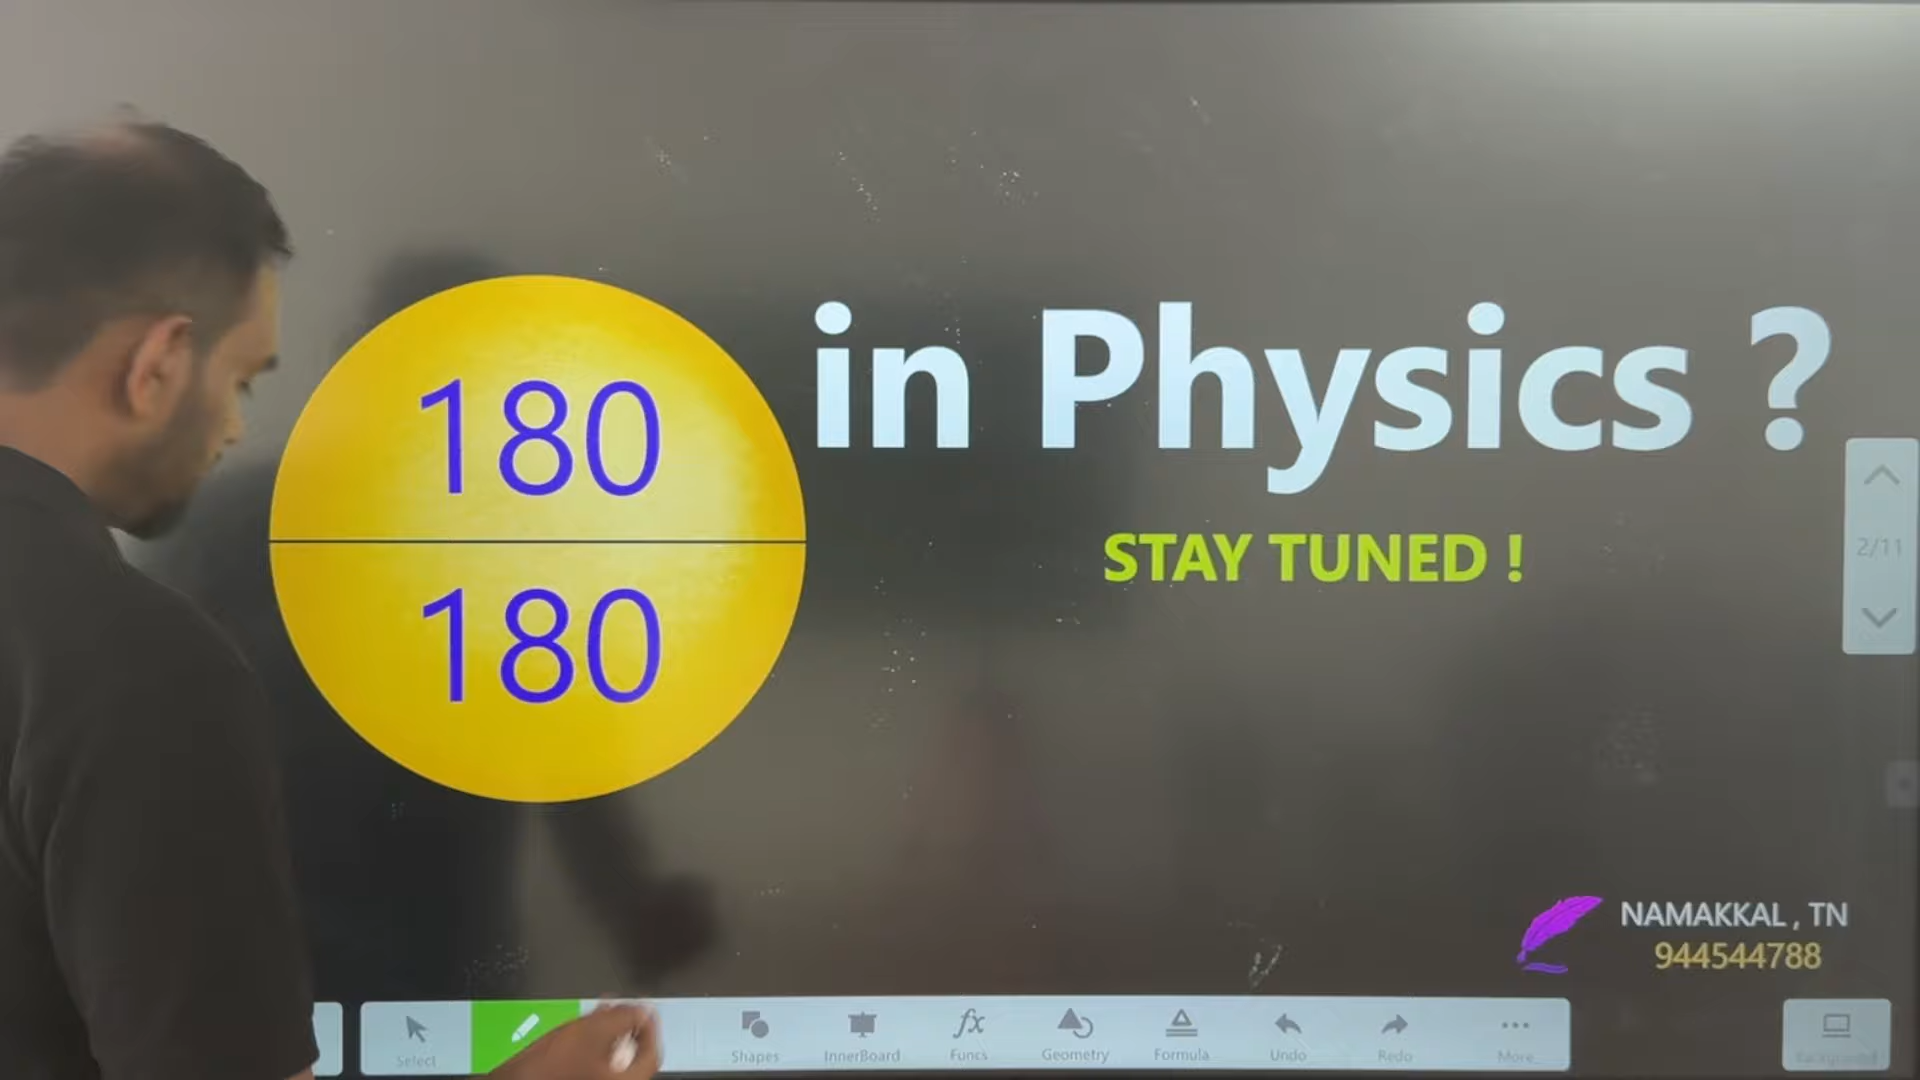 180
180
in Physics ?
STAY TUNED !
2/11
NAMAKKAL , TN
944544788
Select
Shapes
InnerBoard
Funcs
Geometry
Formula
Undo
Redo
More
Background